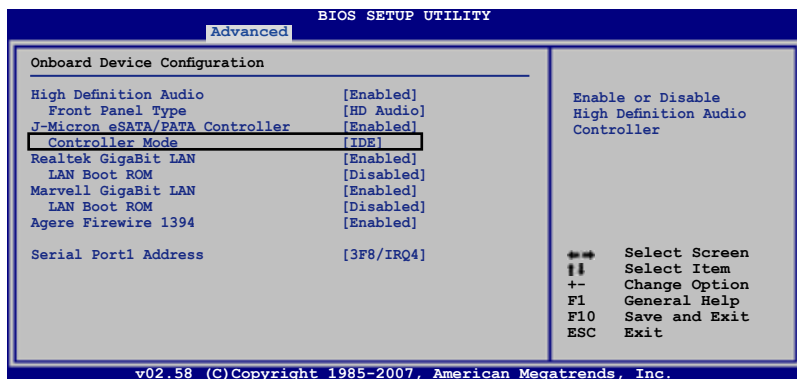 BIOS SETUP UTILITY
Advanced
Onboard Device Configuration
High Definition Audio [Enabled]
Front Panel Type [HD Audio]
J-Micron eSATA/PATA Controller [Enabled]
Controller Mode [IDE]
Realtek GigaBit LAN [Enabled]
LAN Boot ROM [Disabled]
Marvell GigaBit LAN [Enabled]
LAN Boot ROM [Disabled]
Agere Firewire 1394 [Enabled]
Serial Port1 Address [3F8/IRQ4]
Enable or Disable
High Definition Audio
Controller
←→ Select Screen
↑↓ Select Item
+- Change Option
F1 General Help
F10 Save and Exit
ESC Exit
v02.58 (C)Copyright 1985-2007, American Megatrends, Inc.